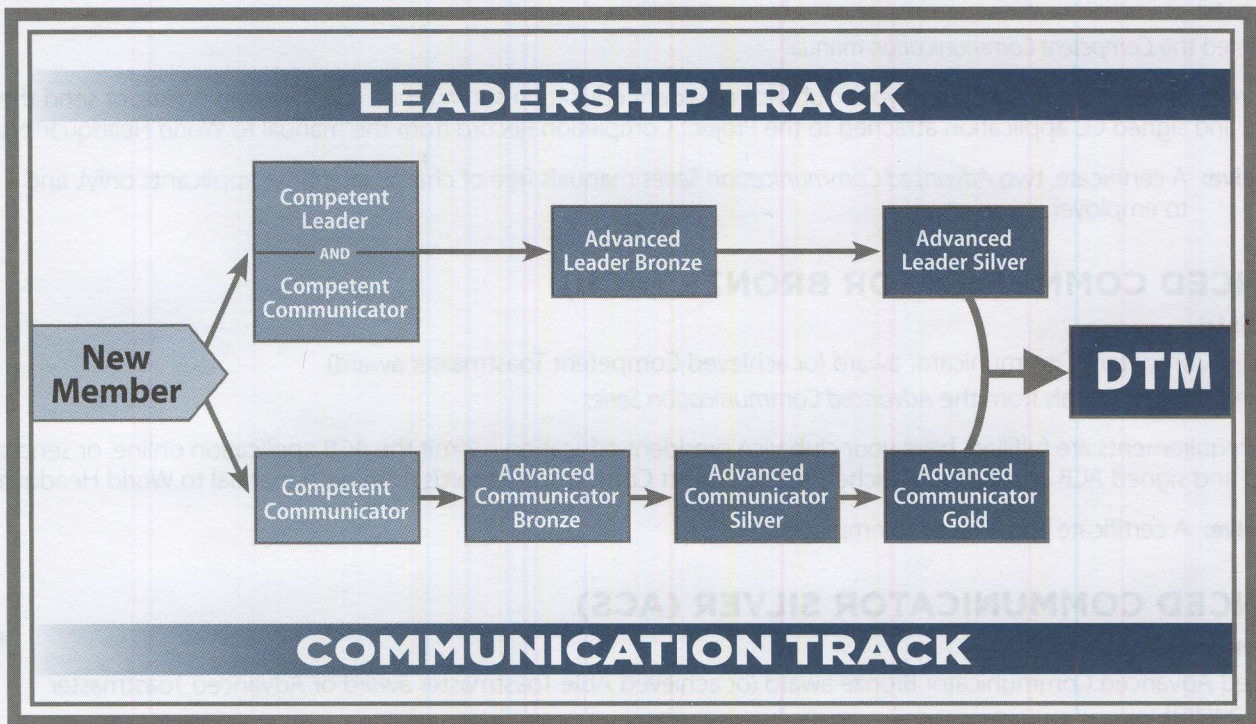 LEADERSHIP TRACK
Competent
Leader
AND
Competent
Communicator
Advanced
Leader Bronze
Advanced
Leader Silver
New
Member
DTM
Competent
Communicator
Advanced
Communicator
Bronze
Advanced
Communicator
Silver
Advanced
Communicator
Gold
COMMUNICATION TRACK